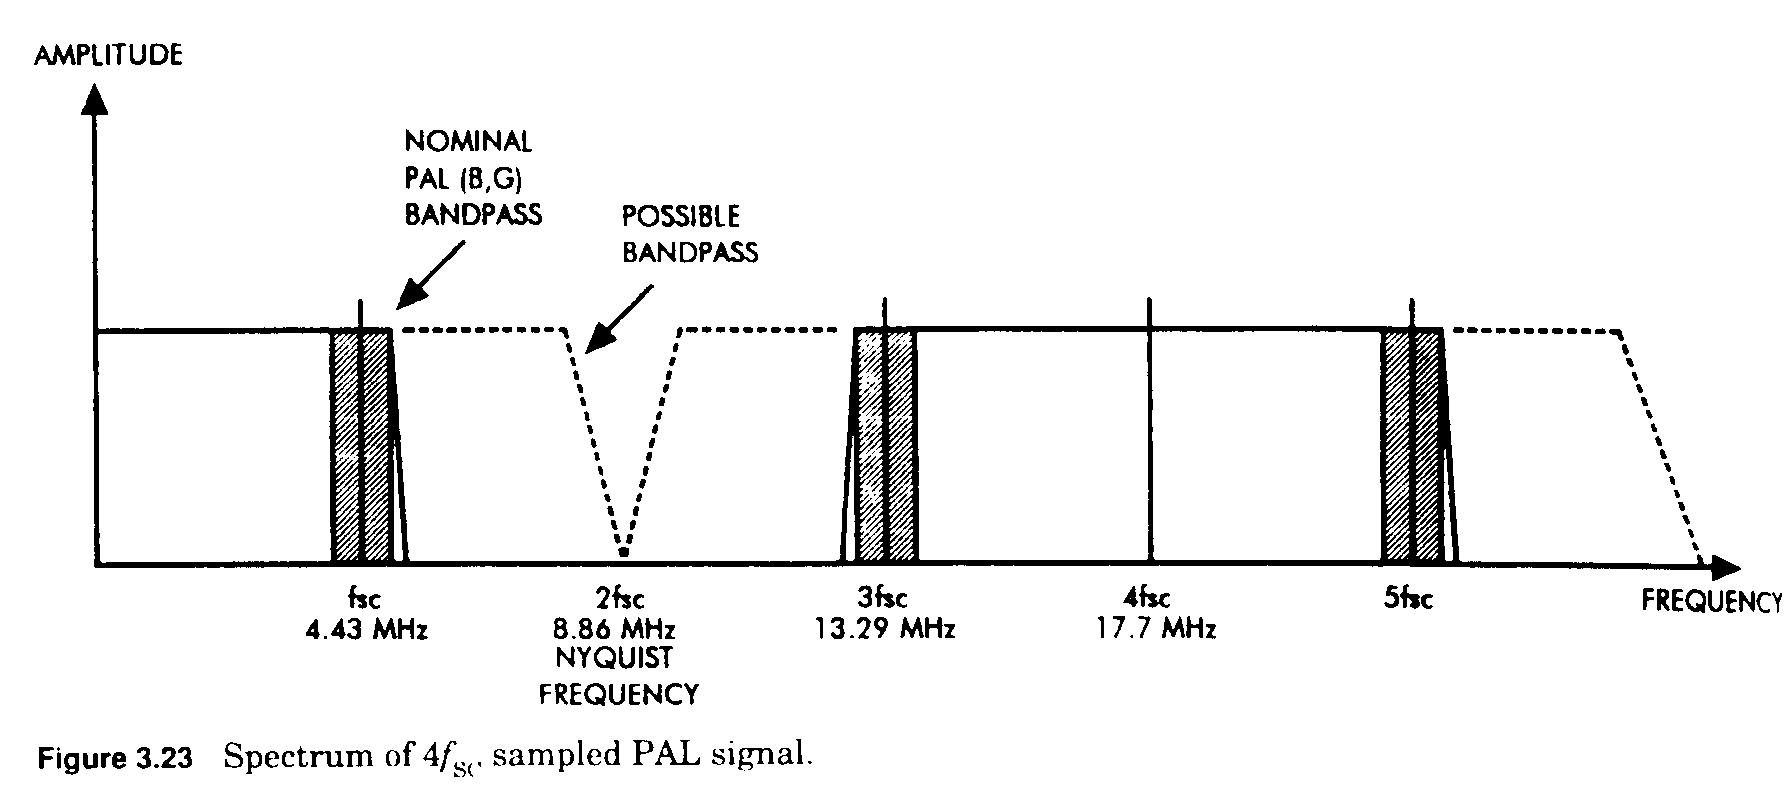 AMPLITUDE
NOMINAL
PAL (B,G)
BANDPASS
POSSIBLE
BANDPASS
fsc
4.43 MHz
2fsc
8.86 MHz
NYQUIST
FREQUENCY
3fsc
13.29 MHz
4fsc
17.7 MHz
5fsc
FREQUENCY
Figure 3.23 Spectrum of 4fsc sampled PAL signal.